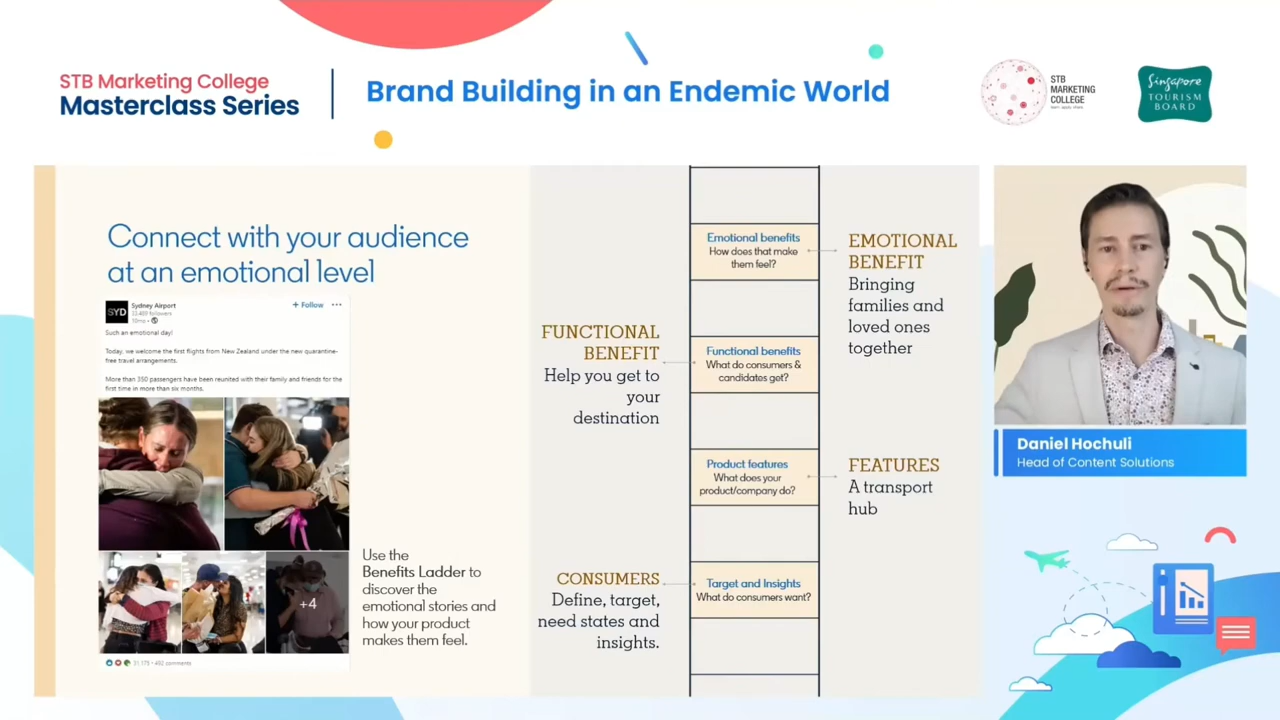 STB Marketing College
Masterclass Series
Brand Building in an Endemic World
STB
MARKETING
COLLEGE
learn. apply. share.
Singapore
TOURISM
BOARD
Connect with your audience
at an emotional level
SYD
Sydney Airport
+ Follow
Such an emotional day!
Today, we welcome the first flights from New Zealand under the new quarantine-
free travel arrangements.
More than 350 passengers have been reunited with their family and friends for the
first time in more than six months.
+4
492 comments
Use the
Benefits Ladder to
discover the
emotional stories and
how your product
makes them feel.
FUNCTIONAL
BENEFIT
Help you get to
your
destination
CONSUMERS
Define, target,
need states and
insights.
Emotional benefits
How does that make
them feel?
Functional benefits
What do consumers &
candidates get?
Product features
What does your
product/company do?
Target and Insights
What do consumers want?
EMOTIONAL
BENEFIT
Bringing
families and
loved ones
together
FEATURES
A transport
hub
Daniel Hochuli
Head of Content Solutions